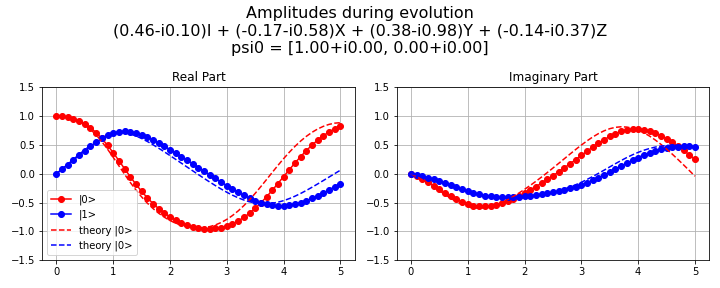 Amplitudes during evolution
(0.46-i0.10)I + (-0.17-i0.58)X + (0.38-i0.98)Y + (-0.14-i0.37)Z
psi0 = [1.00+i0.00, 0.00+i0.00]
Real Part
1.5
1.0
0.5
0.0
−0.5
−1.0
−1.5
0 1 2 3 4 5
|0>
|1>
theory |0>
theory |0>
Imaginary Part
1.5
1.0
0.5
0.0
−0.5
−1.0
−1.5
0 1 2 3 4 5